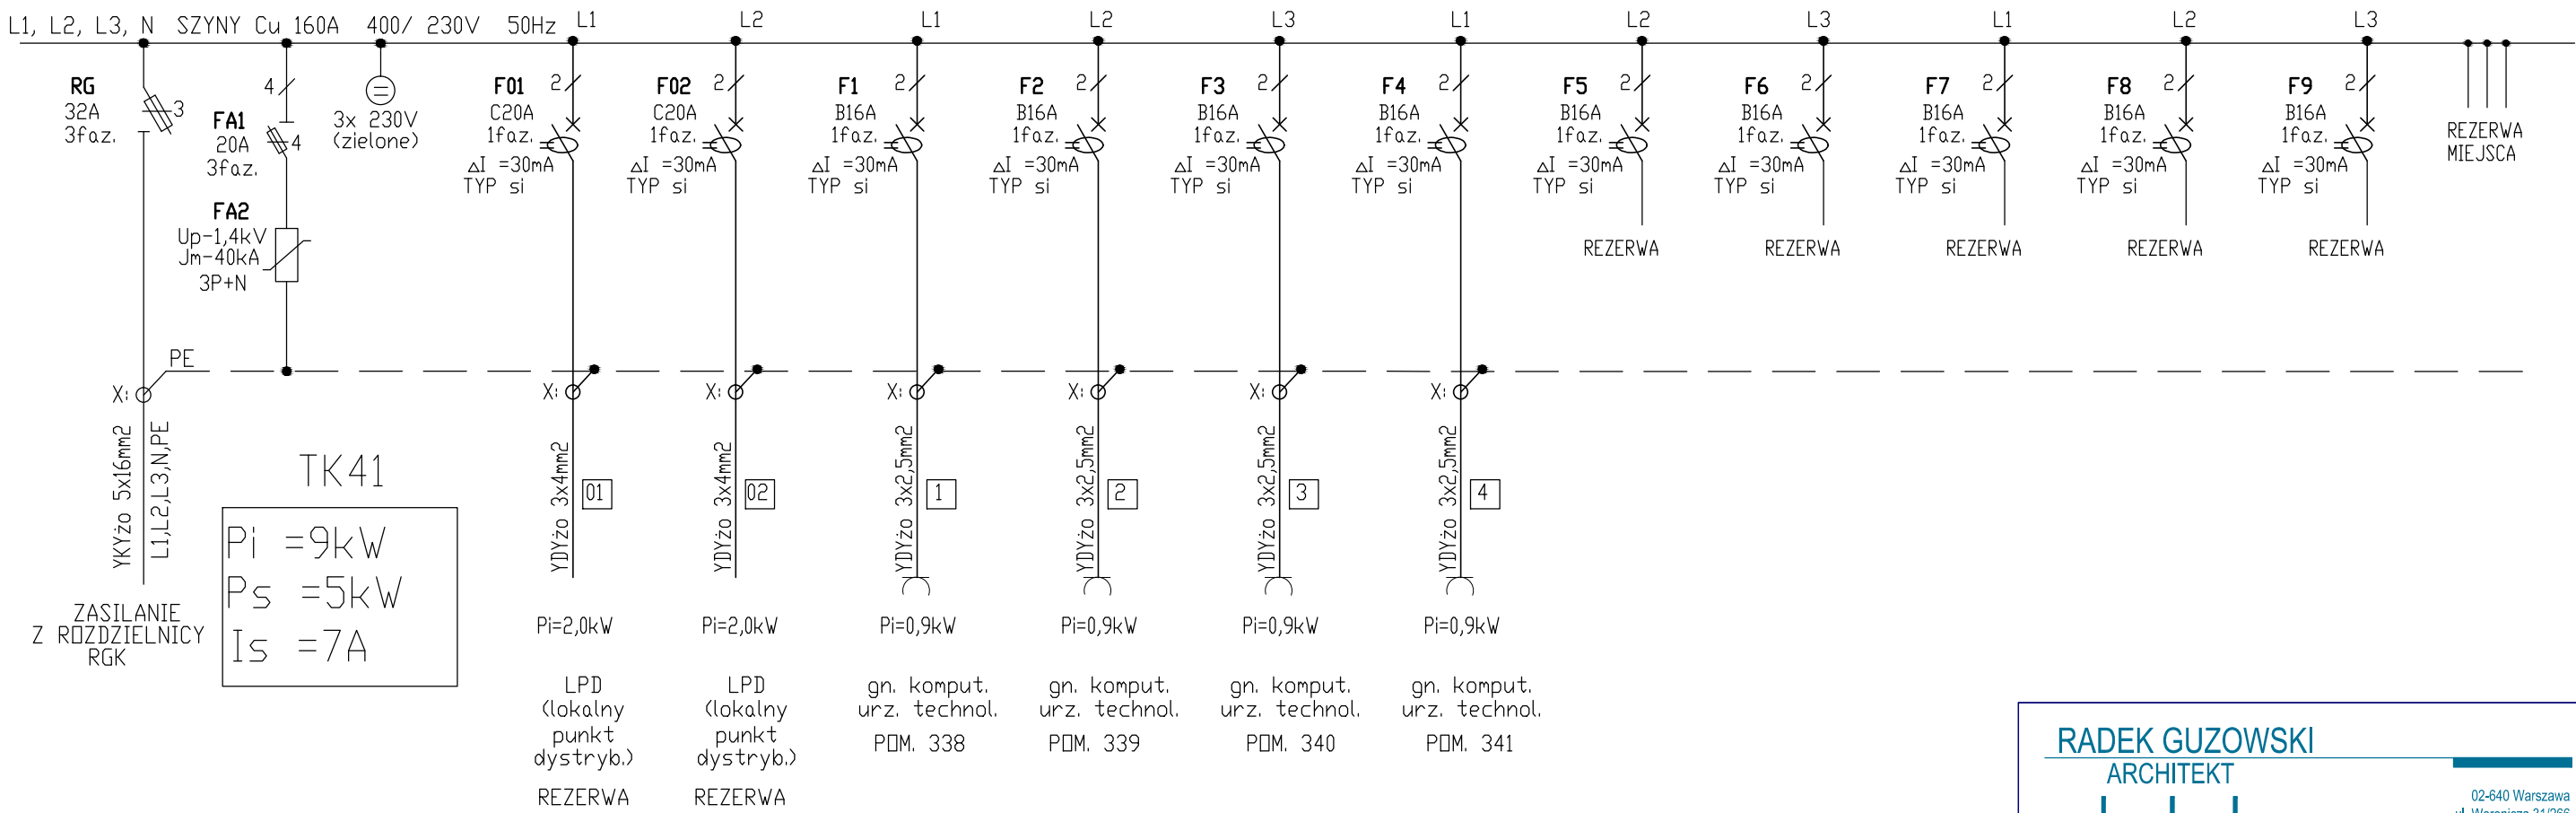 L1, L2, L3, N SZYNY Cu 160A 400/ 230V 50Hz
L1
L2
L1
L2
L3
L1
L2
L3
L1
L2
L3
RG
32A
3faz.
3
4
FA1
20A
3faz.
4
FA2
Up-1,4kV
Jm-40kA
3P+N
3x 230V
(zielone)
F01
2
C20A
1faz.
ΔI =30mA
TYP si
F02
2
C20A
1faz.
ΔI =30mA
TYP si
F1
2
B16A
1faz.
ΔI =30mA
TYP si
F2
2
B16A
1faz.
ΔI =30mA
TYP si
F3
2
B16A
1faz.
ΔI =30mA
TYP si
F4
2
B16A
1faz.
ΔI =30mA
TYP si
F5
2
B16A
1faz.
ΔI =30mA
TYP si
REZERWA
F6
2
B16A
1faz.
ΔI =30mA
TYP si
REZERWA
F7
2
B16A
1faz.
ΔI =30mA
TYP si
REZERWA
F8
2
B16A
1faz.
ΔI =30mA
TYP si
REZERWA
F9
2
B16A
1faz.
ΔI =30mA
TYP si
REZERWA
REZERWA
MIEJSCA
PE
X:
X:
X:
X:
X:
X:
X:
YKYżo 5x16mm2
L1,L2,L3,N,PE
ZASILANIE
Z ROZDZIELNICY
RGK
TK41
Pi =9kW
Ps =5kW
Is =7A
YDYżo 3x4mm2
01
Pi=2,0kW
LPD
(lokalny
punkt
dystryb.)
REZERWA
YDYżo 3x4mm2
02
Pi=2,0kW
LPD
(lokalny
punkt
dystryb.)
REZERWA
YDYżo 3x2,5mm2
1
Pi=0,9kW
gn. komput.
urz. technol.
POM. 338
YDYżo 3x2,5mm2
2
Pi=0,9kW
gn. komput.
urz. technol.
POM. 339
YDYżo 3x2,5mm2
3
Pi=0,9kW
gn. komput.
urz. technol.
POM. 340
YDYżo 3x2,5mm2
4
Pi=0,9kW
gn. komput.
urz. technol.
POM. 341
RADEK GUZOWSKI
ARCHITEKT
02-640 Warszawa